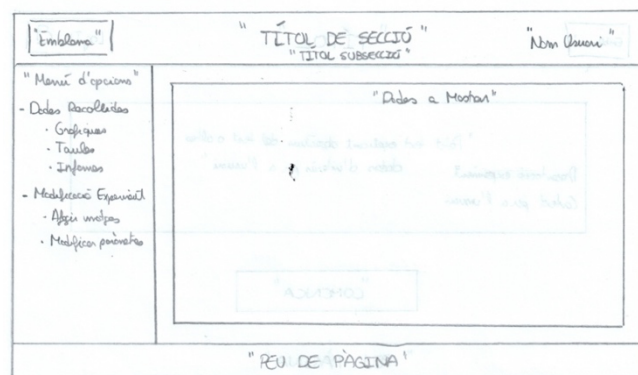 "Emblema"
"TÍTOL DE SECCIÓ"
"TÍTOL SUBSECCIÓ"
"Nom Usuari"
"Menú d'opcions"
- Dades Recollides
· Gràfiques
· Taules
· Informes
- Modificació Experiment
· Afegir
· Modificar paràmetres
"Dades a Mostrar"
"PEU DE PÀGINA"